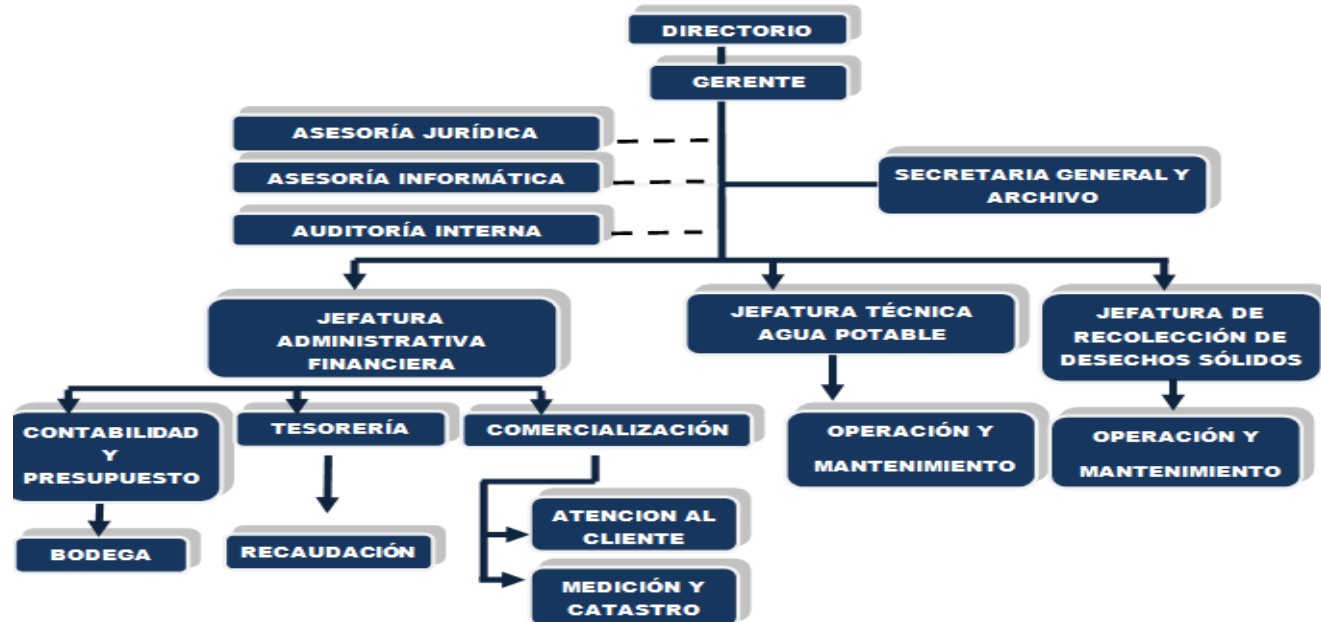 DIRECTORIO
GERENTE
ASESORÍA JURÍDICA
ASESORÍA INFORMÁTICA
SECRETARIA GENERAL Y
ARCHIVO
AUDITORÍA INTERNA
JEFATURA
ADMINISTRATIVA
FINANCIERA
JEFATURA TÉCNICA
AGUA POTABLE
JEFATURA DE
RECOLECCIÓN DE
DESECHOS SÓLIDOS
CONTABILIDAD
Y
PRESUPUESTO
TESORERÍA
COMERCIALIZACIÓN
OPERACIÓN Y
MANTENIMIENTO
OPERACIÓN Y
MANTENIMIENTO
BODEGA
RECAUDACIÓN
ATENCION AL
CLIENTE
MEDICIÓN Y
CATASTRO